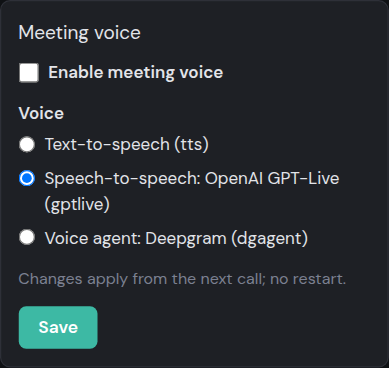 Meeting voice
Enable meeting voice
Voice
Text-to-speech (tts)
Speech-to-speech: OpenAI GPT-Live
(gptlive)
Voice agent: Deepgram (dgagent)
Changes apply from the next call; no restart.
Save